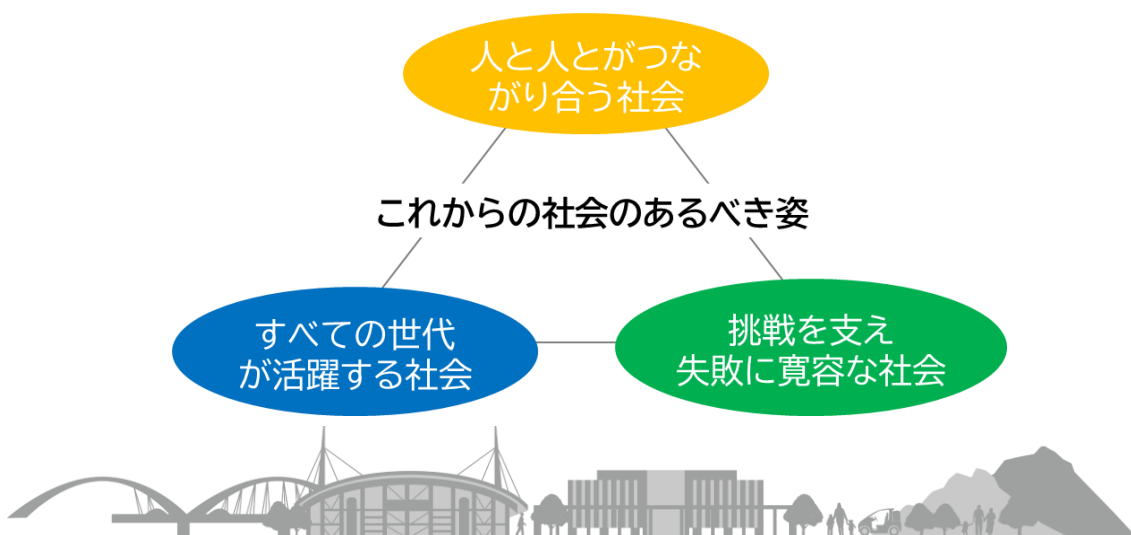 人と人とがつな
がり合う社会
これからの社会のあるべき姿
すべての世代
が活躍する社会
挑戦を支え
失敗に寛容な社会